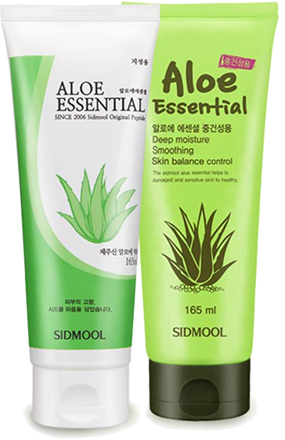 지성용
ALOE
알로에에센셜
ESSENTIAL
SINCE 2006 Sidmool Original Peptide
제주산 알로에
165ml
피부의 고향,
시드물 마음을 담았습니다.
SIDMOOL
중건성용
Aloe
Essential
알로에 에센셜 중건성용
Deep moisture
Smoothing
Skin balance control
The sidmool aloe essential helps to
damaged and sensitive skin to healthy.
165 ml
SIDMOOL